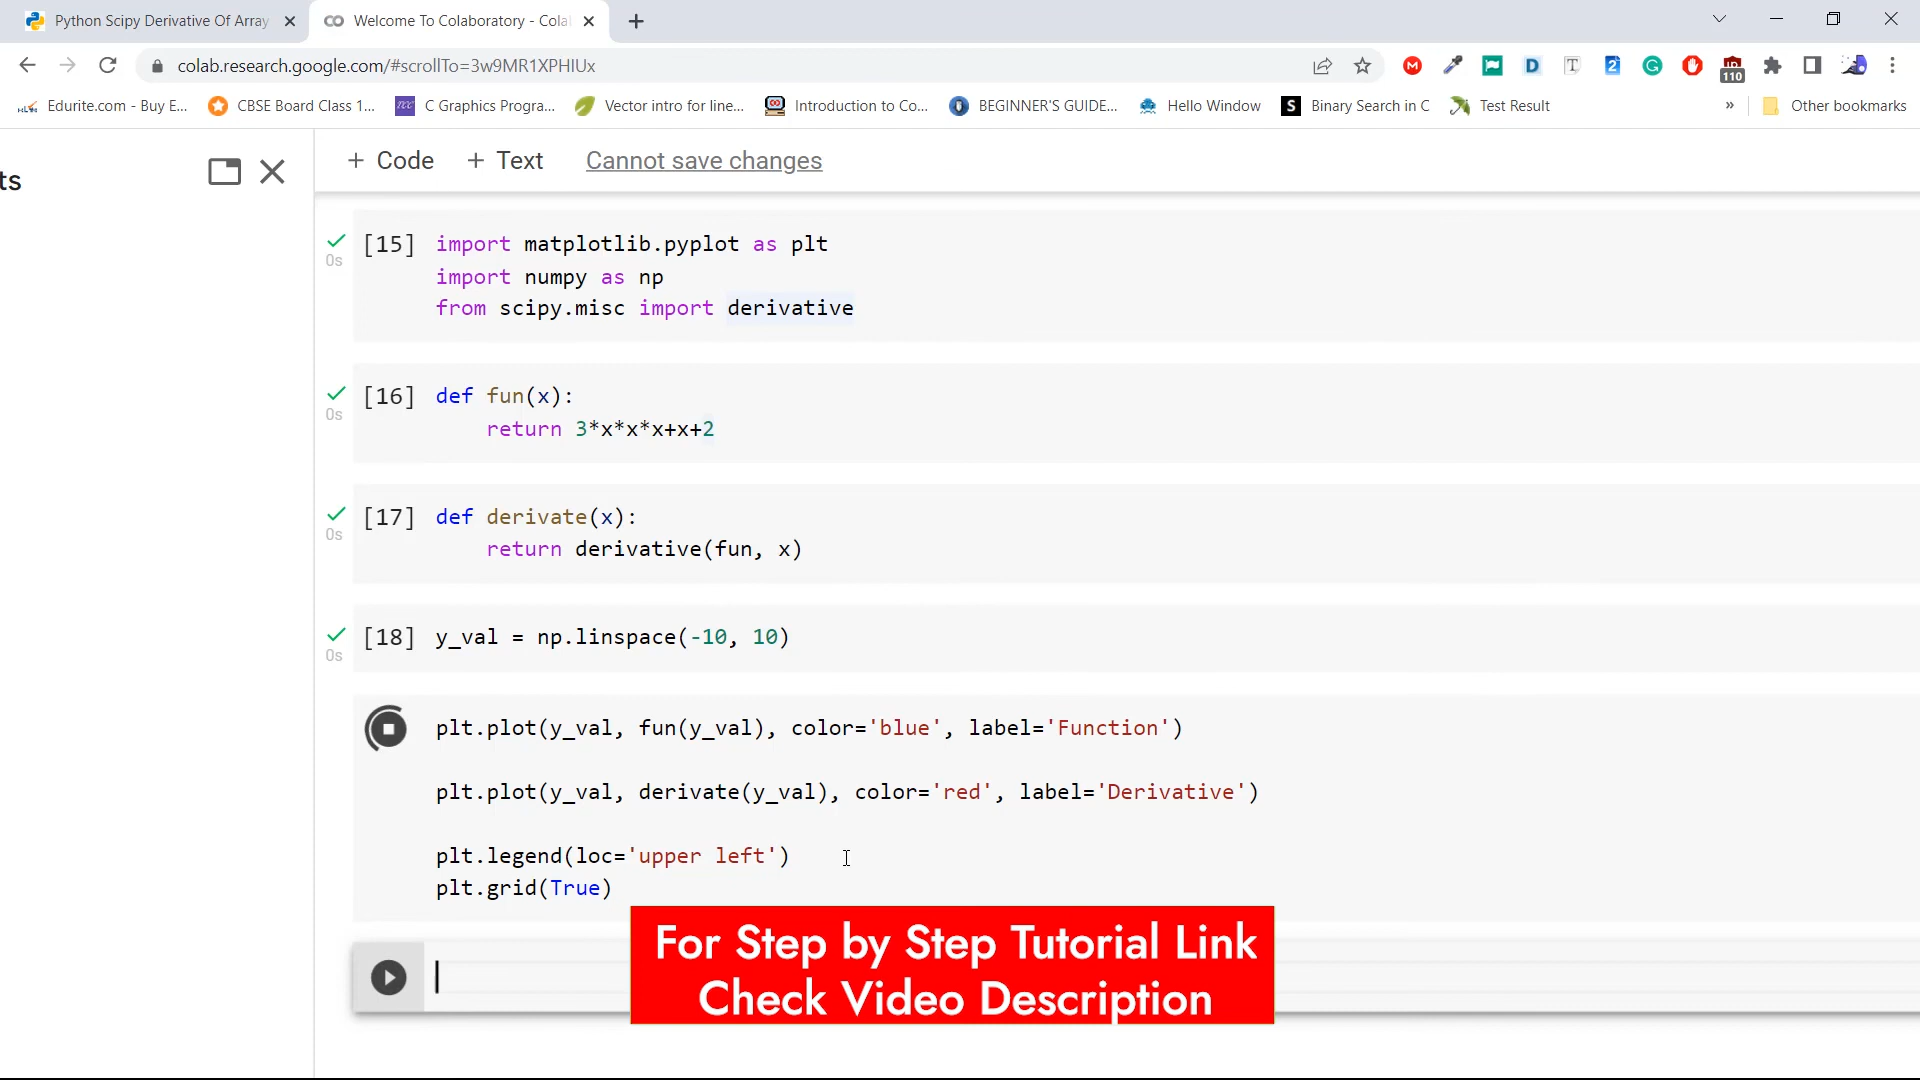 Python Scipy Derivative Of Array
Welcome To Colaboratory - Cola
colab.research.google.com/#scrollTo=3w9MR1XPHIUx
110
Edurite.com - Buy E...
CBSE Board Class 1...
C Graphics Progra...
Vector intro for line...
Introduction to Co...
BEGINNER'S GUIDE...
Hello Window
Binary Search in C
Test Result
» Other bookmarks
ts
+ Code + Text Cannot save changes
[15] import matplotlib.pyplot as plt
0s
import numpy as np
from scipy.misc import derivative
[16] def fun(x):
0s
return 3*x*x*x+x+2
[17] def derivate(x):
0s
return derivative(fun, x)
[18] y_val = np.linspace(-10, 10)
0s
plt.plot(y_val, fun(y_val), color='blue', label='Function')
plt.plot(y_val, derivate(y_val), color='red', label='Derivative')
plt.legend(loc='upper left')
plt.grid(True)
For Step by Step Tutorial Link
Check Video Description